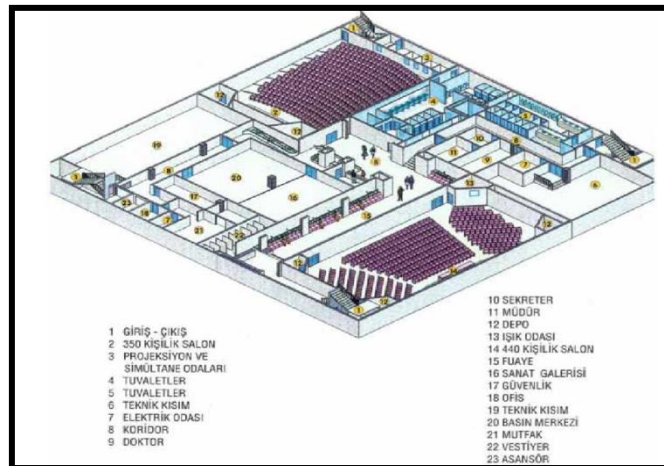 1 GİRİŞ - ÇIKIŞ
2 350 KİŞİLİK SALON
3 PROJEKSİYON VE
SİMÜLTANE ODALARI
4 TUVALETLER
5 TUVALETLER
6 TEKNİK KISIM
7 ELEKTRİK ODASI
8 KORİDOR
9 DOKTOR
10 SEKRETER
11 MÜDÜR
12 DEPO
13 IŞIK ODASI
14 440 KİŞİLİK SALON
15 FUAYE
16 SANAT GALERİSİ
17 GÜVENLİK
18 OFİS
19 TEKNİK KISIM
20 BASIN MERKEZİ
21 MUTFAK
22 VESTİYER
23 ASANSÖR